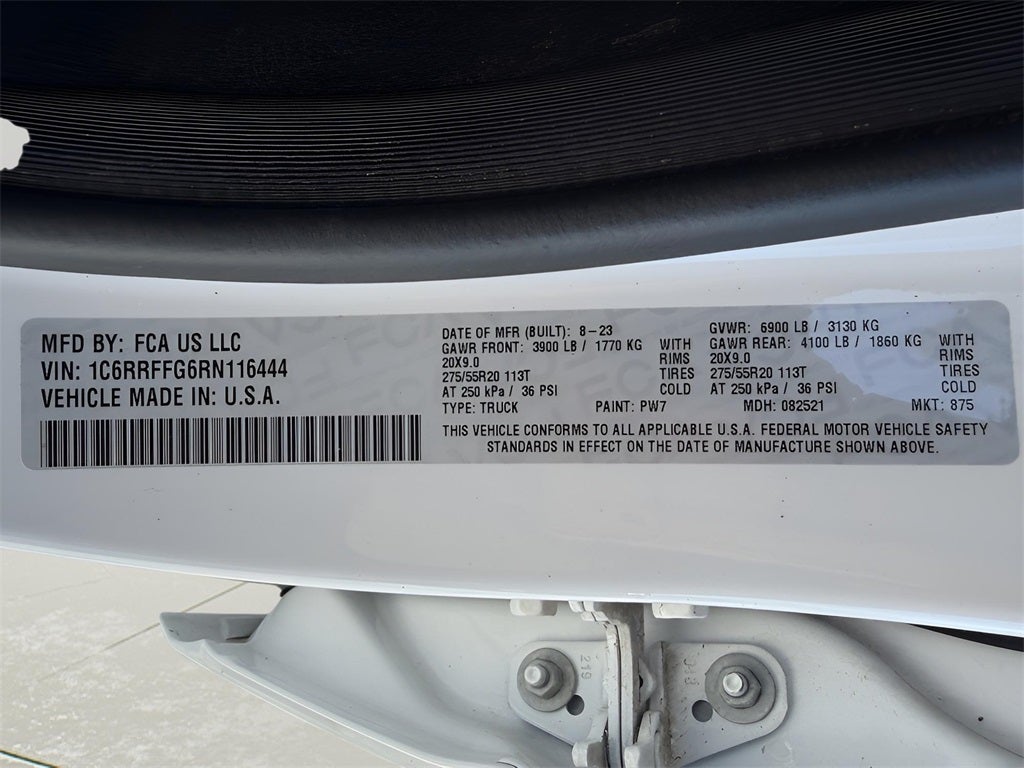 MFD BY: FCA US LLC
VIN: 1C6RRFFG6RN116444
VEHICLE MADE IN: U.S.A.
DATE OF MFR (BUILT): 8-23
GAWR FRONT: 3900 LB / 1770 KG WITH
20X9.0 RIMS
275/55R20 113T TIRES
AT 250 kPa / 36 PSI COLD
GVWR: 6900 LB / 3130 KG
GAWR REAR: 4100 LB / 1860 KG WITH
20X9.0 RIMS
275/55R20 113T TIRES
AT 250 kPa / 36 PSI COLD
TYPE: TRUCK PAINT: PW7 MDH: 082521 MKT: 875
THIS VEHICLE CONFORMS TO ALL APPLICABLE U.S.A. FEDERAL MOTOR VEHICLE SAFETY
STANDARDS IN EFFECT ON THE DATE OF MANUFACTURE SHOWN ABOVE.
219